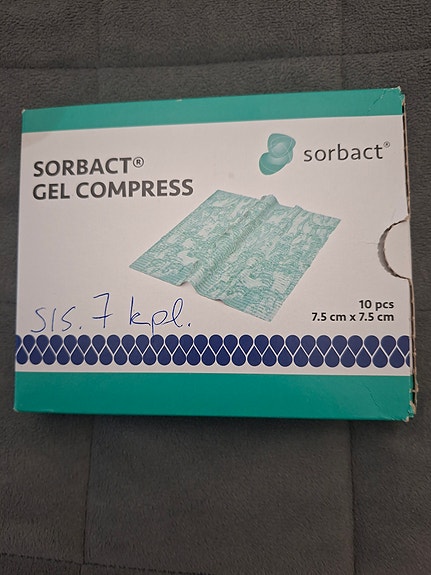 sorbact®
SORBACT®
GEL COMPRESS
10 pcs
7.5 cm x 7.5 cm
sis. 7 kpl.